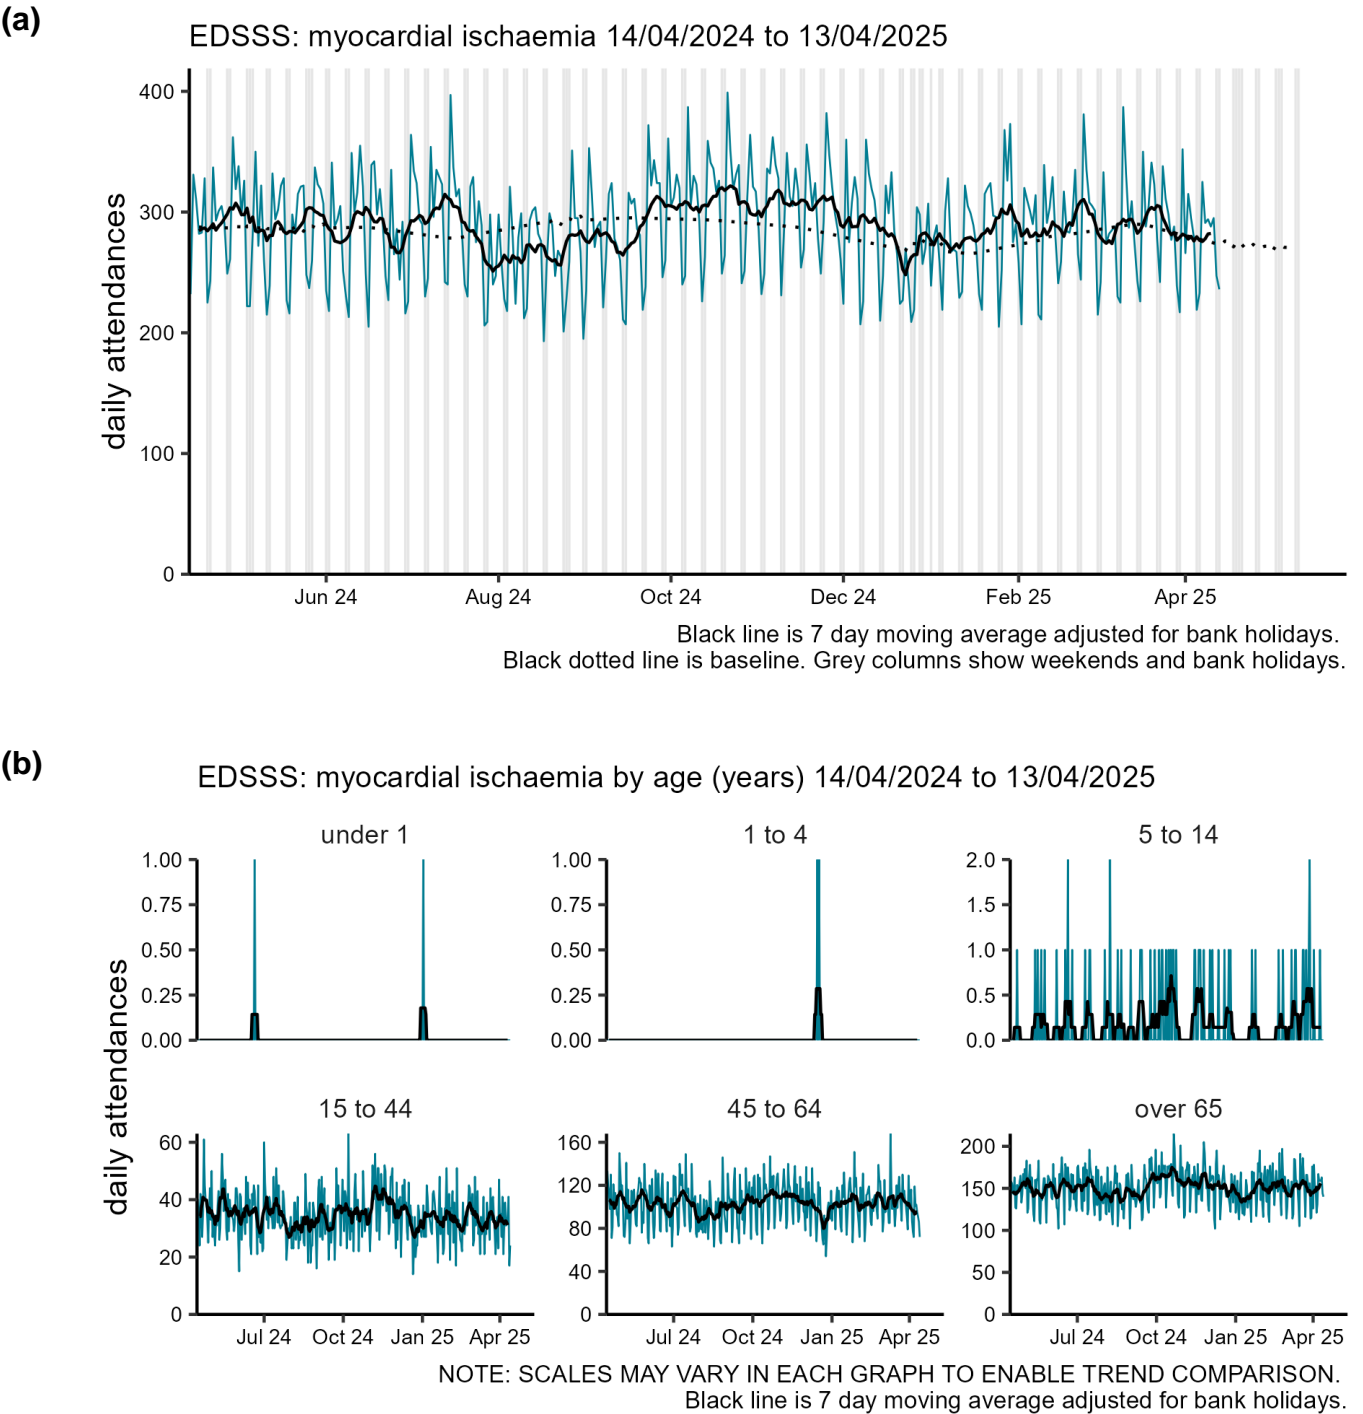 (a)
EDSSS: myocardial ischaemia 14/04/2024 to 13/04/2025
daily attendances
400
300
200
100
0
Jun 24 Aug 24 Oct 24 Dec 24 Feb 25 Apr 25
Black line is 7 day moving average adjusted for bank holidays.
Black dotted line is baseline. Grey columns show weekends and bank holidays.
(b)
EDSSS: myocardial ischaemia by age (years) 14/04/2024 to 13/04/2025
daily attendances
under 1
1.00
0.75
0.50
0.25
0.00
1 to 4
1.00
0.75
0.50
0.25
0.00
5 to 14
2.0
1.5
1.0
0.5
0.0
15 to 44
60
40
20
0
Jul 24 Oct 24 Jan 25 Apr 25
45 to 64
160
120
80
40
0
Jul 24 Oct 24 Jan 25 Apr 25
over 65
200
150
100
50
0
Jul 24 Oct 24 Jan 25 Apr 25
NOTE: SCALES MAY VARY IN EACH GRAPH TO ENABLE TREND COMPARISON.
Black line is 7 day moving average adjusted for bank holidays.